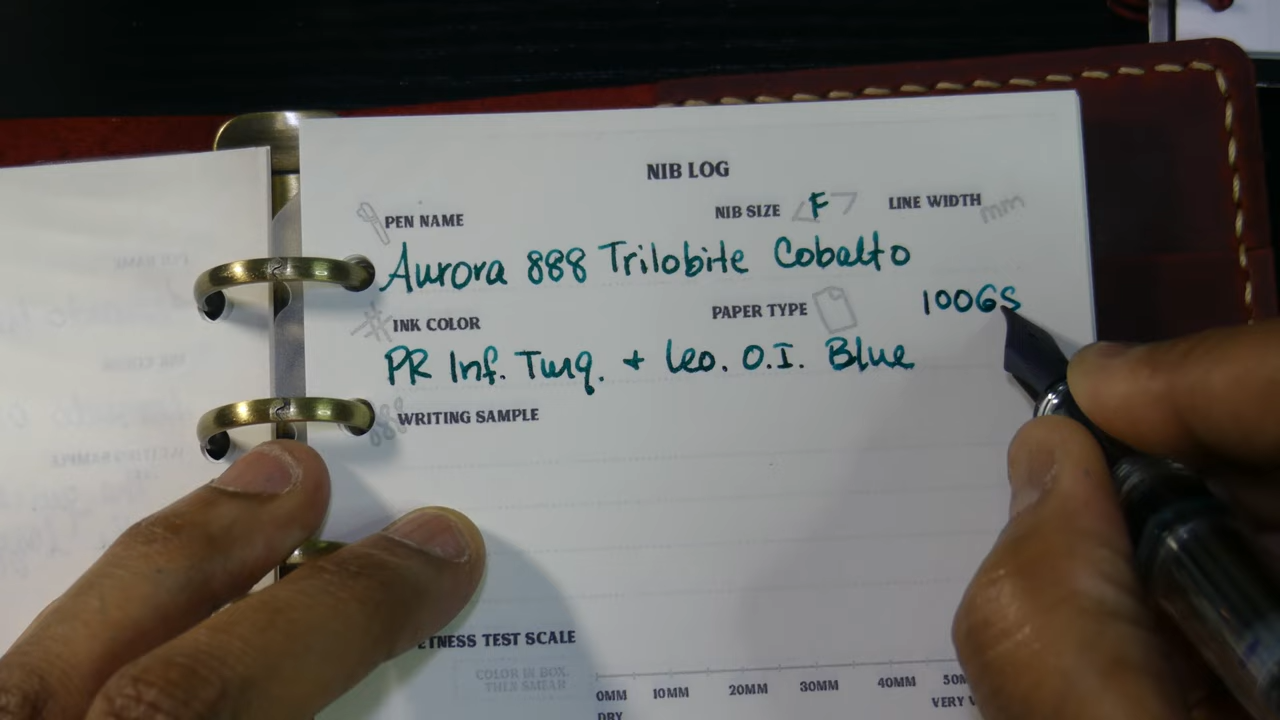 NIB LOG
PEN NAME
NIB SIZE F
LINE WIDTH mm
Aurora 888 Trilobite Cobalto
INK COLOR
PAPER TYPE 100GS
PR Inf. Turq. + Leo. O.I. Blue
WRITING SAMPLE
ETNESS TEST SCALE
COLOR IN BOX,
THEN SMEAR
0MM 10MM 20MM 30MM 40MM 50M
DRY VERY